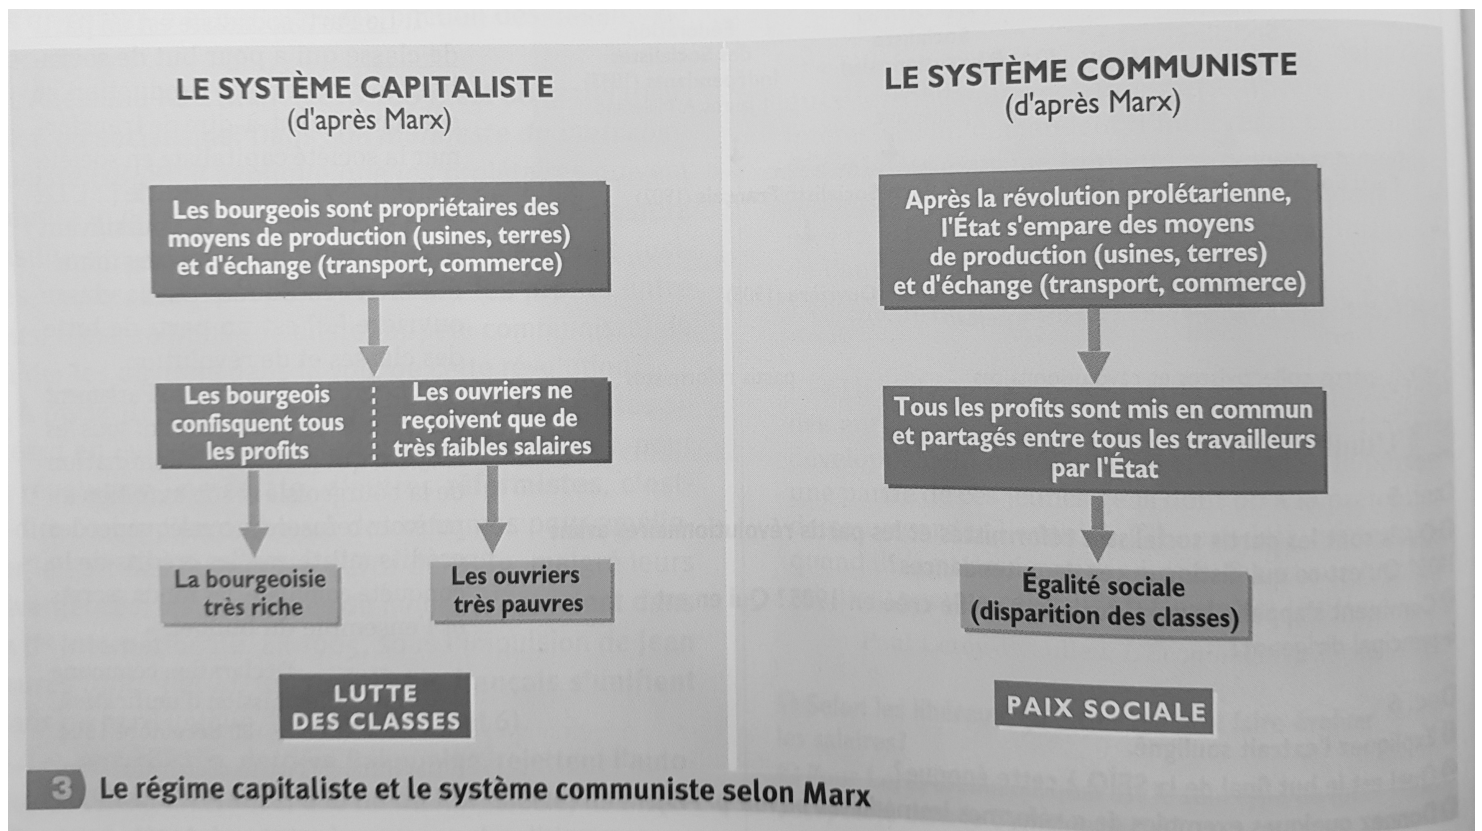 LE SYSTÈME CAPITALISTE
(d'après Marx)
Les bourgeois sont propriétaires des
moyens de production (usines, terres)
et d'échange (transport, commerce)
Les bourgeois
confisquent tous
les profits
Les ouvriers ne
reçoivent que de
très faibles salaires
La bourgeoisie
très riche
Les ouvriers
très pauvres
LUTTE
DES CLASSES
LE SYSTÈME COMMUNISTE
(d'après Marx)
Après la révolution prolétarienne,
l'État s'empare des moyens
de production (usines, terres)
et d'échange (transport, commerce)
Tous les profits sont mis en commun
et partagés entre tous les travailleurs
par l'État
Égalité sociale
(disparition des classes)
PAIX SOCIALE
3 Le régime capitaliste et le système communiste selon Marx